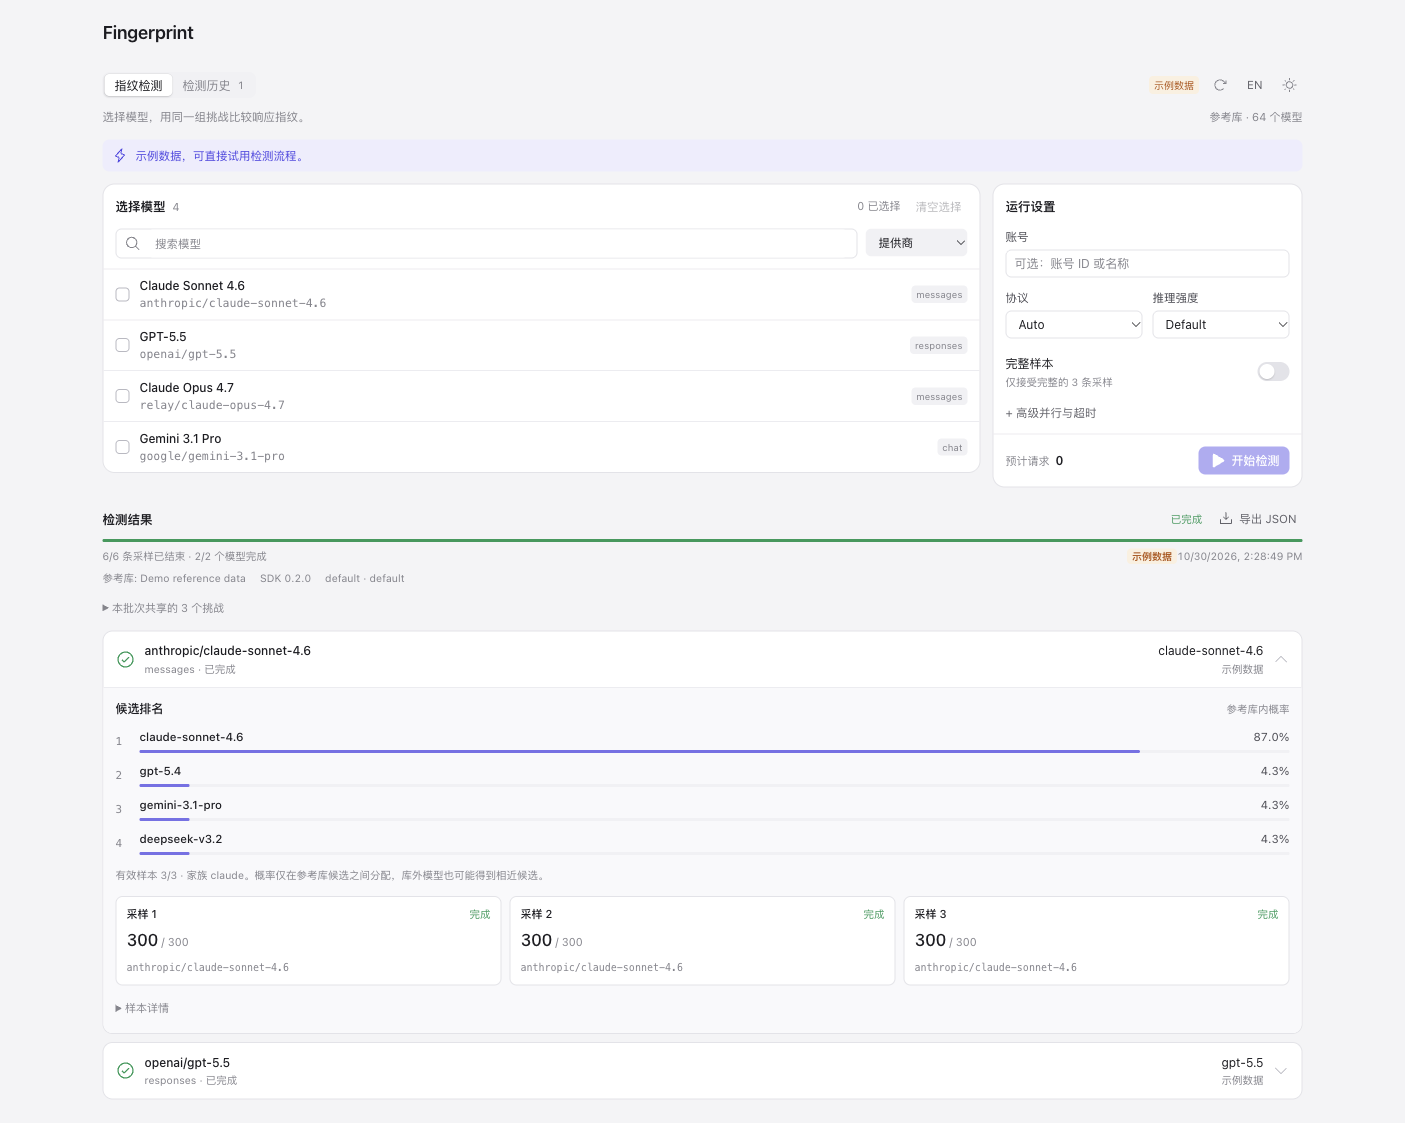 Fingerprint
指纹检测 检测历史 1 示例数据 EN
选择模型，用同一组挑战比较响应指纹。 参考库 · 64 个模型
示例数据，可直接试用检测流程。
选择模型 4 0 已选择 清空选择
搜索模型 提供商
Claude Sonnet 4.6
anthropic/claude-sonnet-4.6 messages
GPT-5.5
openai/gpt-5.5 responses
Claude Opus 4.7
relay/claude-opus-4.7 messages
Gemini 3.1 Pro
google/gemini-3.1-pro chat
运行设置
账号
可选：账号 ID 或名称
协议 推理强度
Auto Default
完整样本
仅接受完整的 3 条采样
+ 高级并行与超时
预计请求 0 开始检测
检测结果 已完成 导出 JSON
6/6 条采样已结束 · 2/2 个模型完成 示例数据 10/30/2026, 2:28:49 PM
参考库: Demo reference data SDK 0.2.0 default · default
本批次共享的 3 个挑战
anthropic/claude-sonnet-4.6 claude-sonnet-4.6
messages · 已完成 示例数据
候选排名 参考库内概率
1 claude-sonnet-4.6 87.0%
2 gpt-5.4 4.3%
3 gemini-3.1-pro 4.3%
4 deepseek-v3.2 4.3%
有效样本 3/3 · 家族 claude。概率仅在参考库候选之间分配，库外模型也可能得到相近候选。
采样 1 完成
300 / 300
anthropic/claude-sonnet-4.6
采样 2 完成
300 / 300
anthropic/claude-sonnet-4.6
采样 3 完成
300 / 300
anthropic/claude-sonnet-4.6
样本详情
openai/gpt-5.5 gpt-5.5
responses · 已完成 示例数据